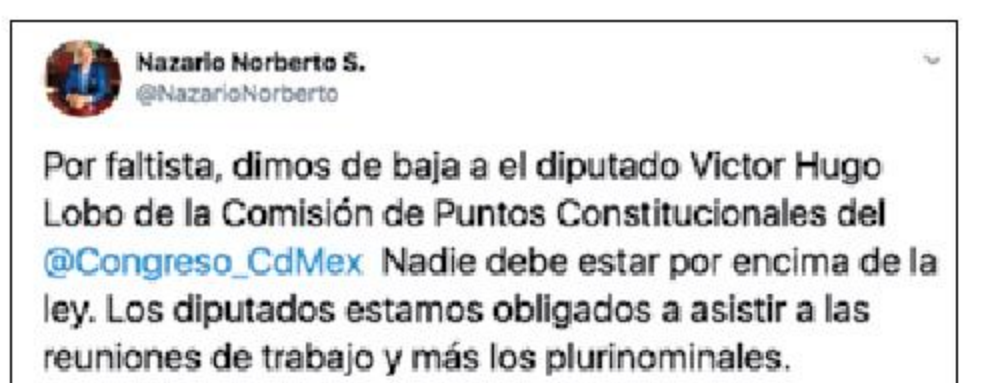 Nazario Norberto S.
@NazarioNorberto
Por faltista, dimos de baja a el diputado Victor Hugo
Lobo de la Comisión de Puntos Constitucionales del
@Congreso_CdMex Nadie debe estar por encima de la
ley. Los diputados estamos obligados a asistir a las
reuniones de trabajo y más los plurinominales.